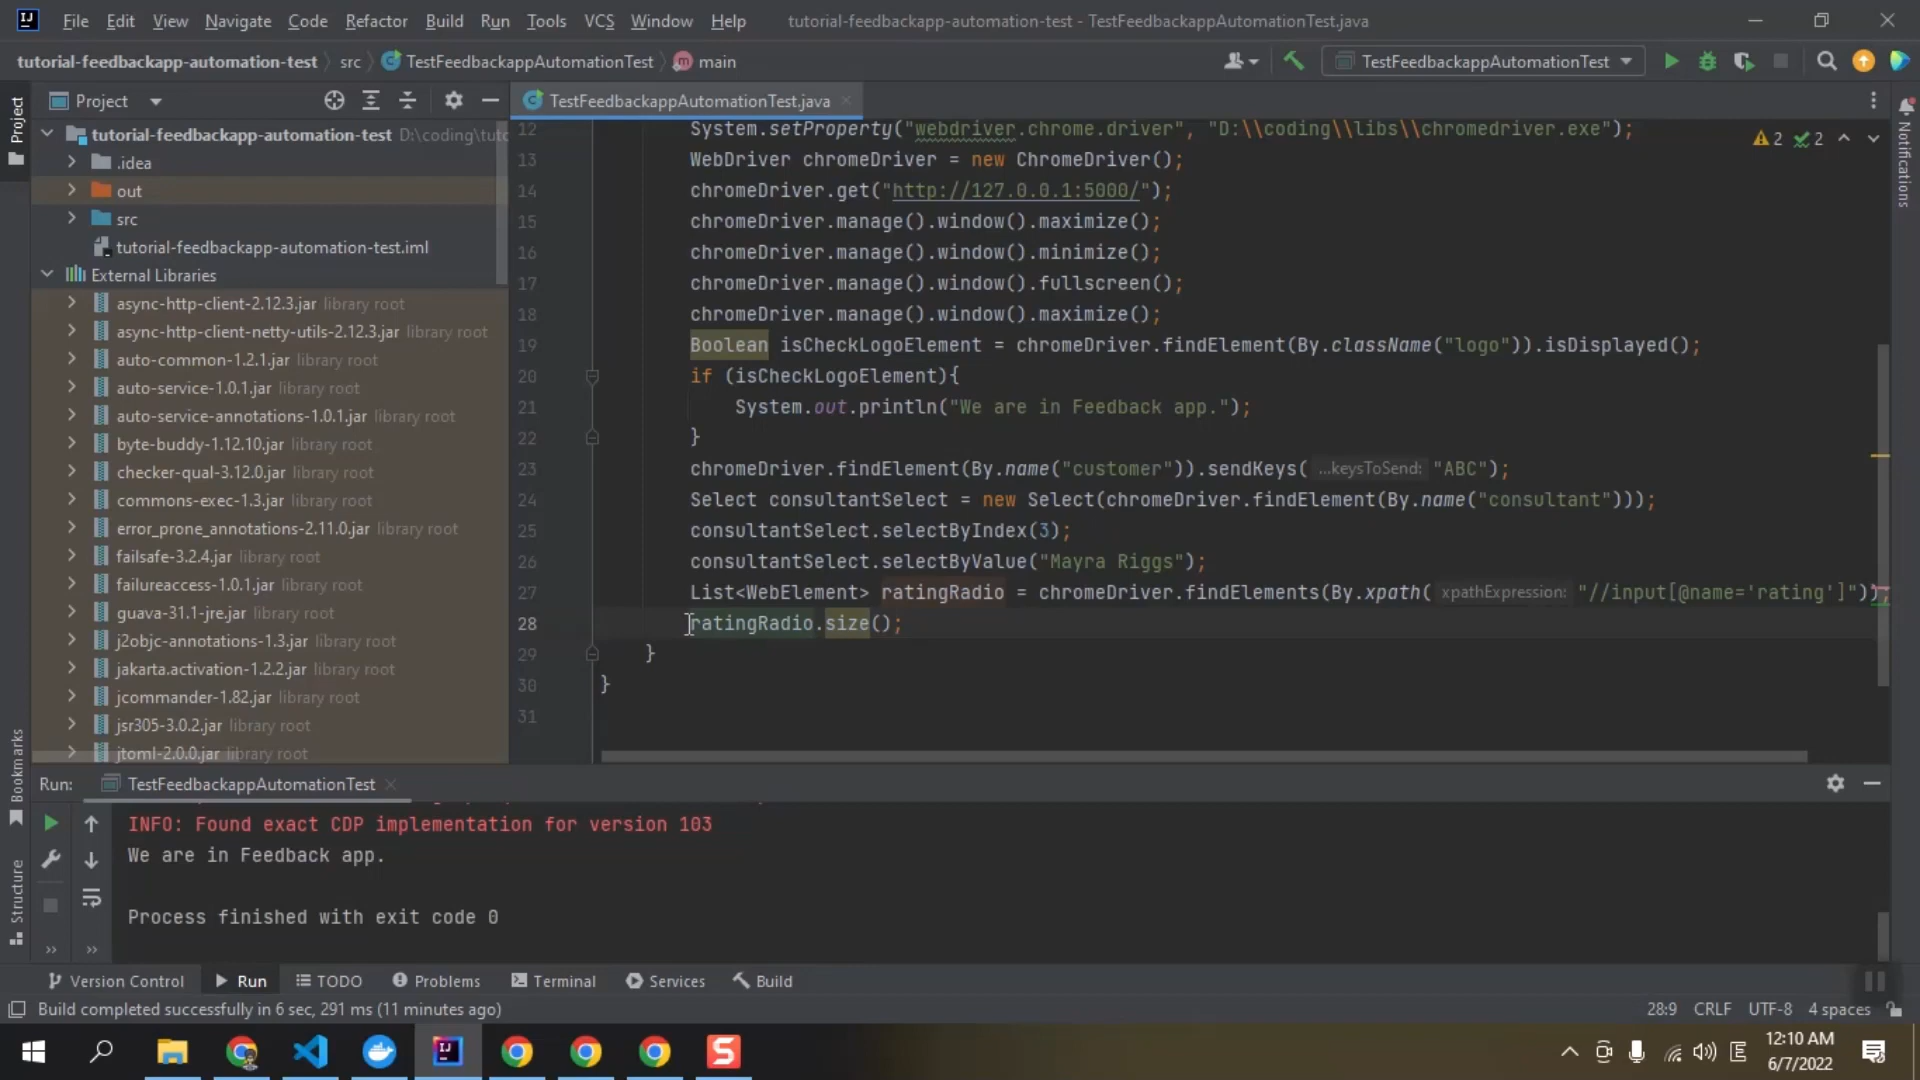 File Edit View Navigate Code Refactor Build Run Tools VCS Window Help tutorial-feedbackapp-automation-test - TestFeedbackappAutomationTest.java
tutorial-feedbackapp-automation-test src TestFeedbackappAutomationTest main TestFeedbackappAutomationTest
Project
Project
TestFeedbackappAutomationTest.java
Notifications
tutorial-feedbackapp-automation-test D:\coding\tutc
.idea
out
src
tutorial-feedbackapp-automation-test.iml
External Libraries
async-http-client-2.12.3.jar library root
async-http-client-netty-utils-2.12.3.jar library root
auto-common-1.2.1.jar library root
auto-service-1.0.1.jar library root
auto-service-annotations-1.0.1.jar library root
byte-buddy-1.12.10.jar library root
checker-qual-3.12.0.jar library root
commons-exec-1.3.jar library root
error_prone_annotations-2.11.0.jar library root
failsafe-3.2.4.jar library root
failureaccess-1.0.1.jar library root
guava-31.1-jre.jar library root
j2objc-annotations-1.3.jar library root
jakarta.activation-1.2.2.jar library root
jcommander-1.82.jar library root
jsr305-3.0.2.jar library root
jtoml-2.0.0.jar library root
2 2
12 System.setProperty("webdriver.chrome.driver", "D:\\coding\\libs\\chromedriver.exe");
13 WebDriver chromeDriver = new ChromeDriver();
14 chromeDriver.get("http://127.0.0.1:5000/");
15 chromeDriver.manage().window().maximize();
16 chromeDriver.manage().window().minimize();
17 chromeDriver.manage().window().fullscreen();
18 chromeDriver.manage().window().maximize();
19 Boolean isCheckLogoElement = chromeDriver.findElement(By.className("logo")).isDisplayed();
20 if (isCheckLogoElement){
21 System.out.println("We are in Feedback app.");
22 }
23 chromeDriver.findElement(By.name("customer")).sendKeys( ...keysToSend: "ABC");
24 Select consultantSelect = new Select(chromeDriver.findElement(By.name("consultant")));
25 consultantSelect.selectByIndex(3);
26 consultantSelect.selectByValue("Mayra Riggs");
27 List<WebElement> ratingRadio = chromeDriver.findElements(By.xpath( xpathExpression: "//input[@name='rating']"));
28 ratingRadio.size();
29 }
30 }
31
Bookmarks
Structure
Run: TestFeedbackappAutomationTest
INFO: Found exact CDP implementation for version 103
We are in Feedback app.
Process finished with exit code 0
Version Control Run TODO Problems Terminal Services Build
Build completed successfully in 6 sec, 291 ms (11 minutes ago) 28:9 CRLF UTF-8 4 spaces
12:10 AM
6/7/2022